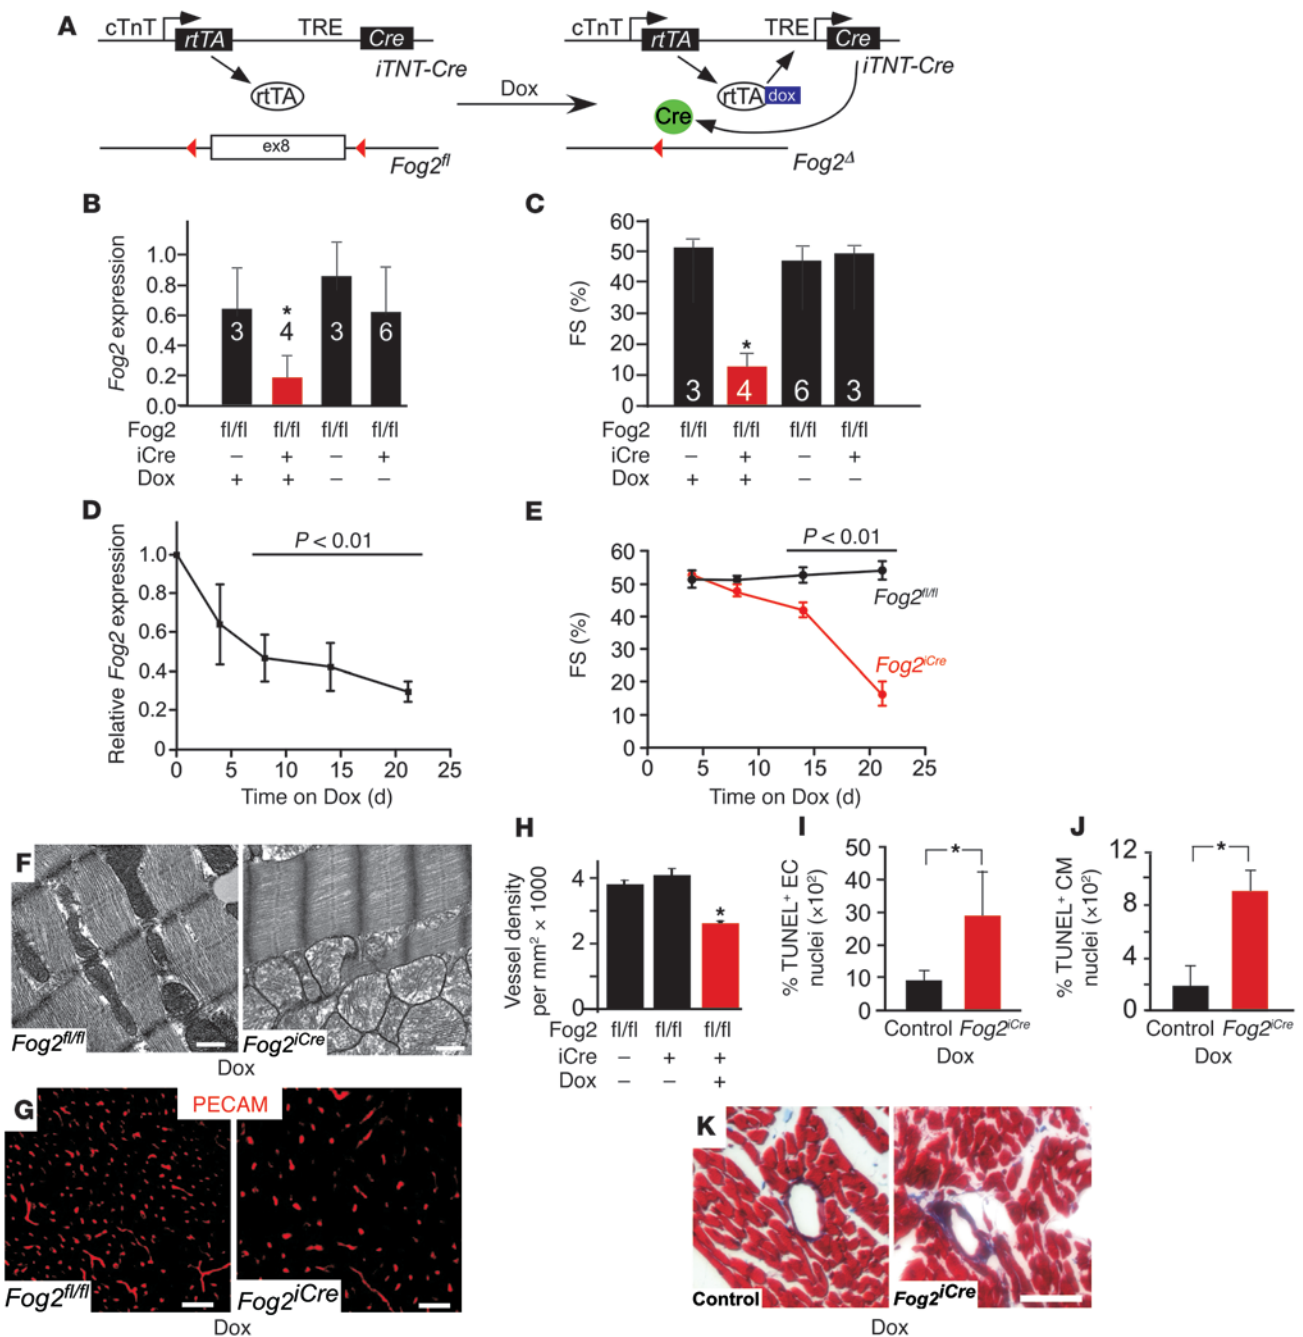 A
cTnT rtTA TRE Cre
iTNT-Cre
rtTA
ex8
Fog2fl
Dox
cTnT rtTA TRE Cre
iTNT-Cre
rtTA dox
Cre
Fog2Δ
B
Fog2 expression
1.0
0.8
0.6
0.4
0.2
0.0
3
*
4
3
6
Fog2 fl/fl fl/fl fl/fl fl/fl
iCre – + – +
Dox + + – –
C
FS (%)
60
50
40
30
20
10
0
3
*
4
6
3
Fog2 fl/fl fl/fl fl/fl fl/fl
iCre – + – +
Dox + + – –
D
Relative Fog2 expression
P < 0.01
1.0
0.8
0.6
0.4
0.2
0
0 5 10 15 20 25
Time on Dox (d)
E
FS (%)
P < 0.01
60
50
40
30
20
10
0
Fog2fl/fl
Fog2iCre
0 5 10 15 20 25
Time on Dox (d)
F
Fog2fl/fl
Fog2iCre
Dox
G
PECAM
Fog2fl/fl
Fog2iCre
Dox
H
Vessel density
per mm2 × 1000
4
2
0
*
Fog2 fl/fl fl/fl fl/fl
iCre – + +
Dox – – +
I
% TUNEL+ EC
nuclei (×102)
50
40
30
20
10
0
*
Control Fog2iCre
Dox
J
% TUNEL+ CM
nuclei (×102)
12
8
4
0
*
Control Fog2iCre
Dox
K
Control
Fog2iCre
Dox